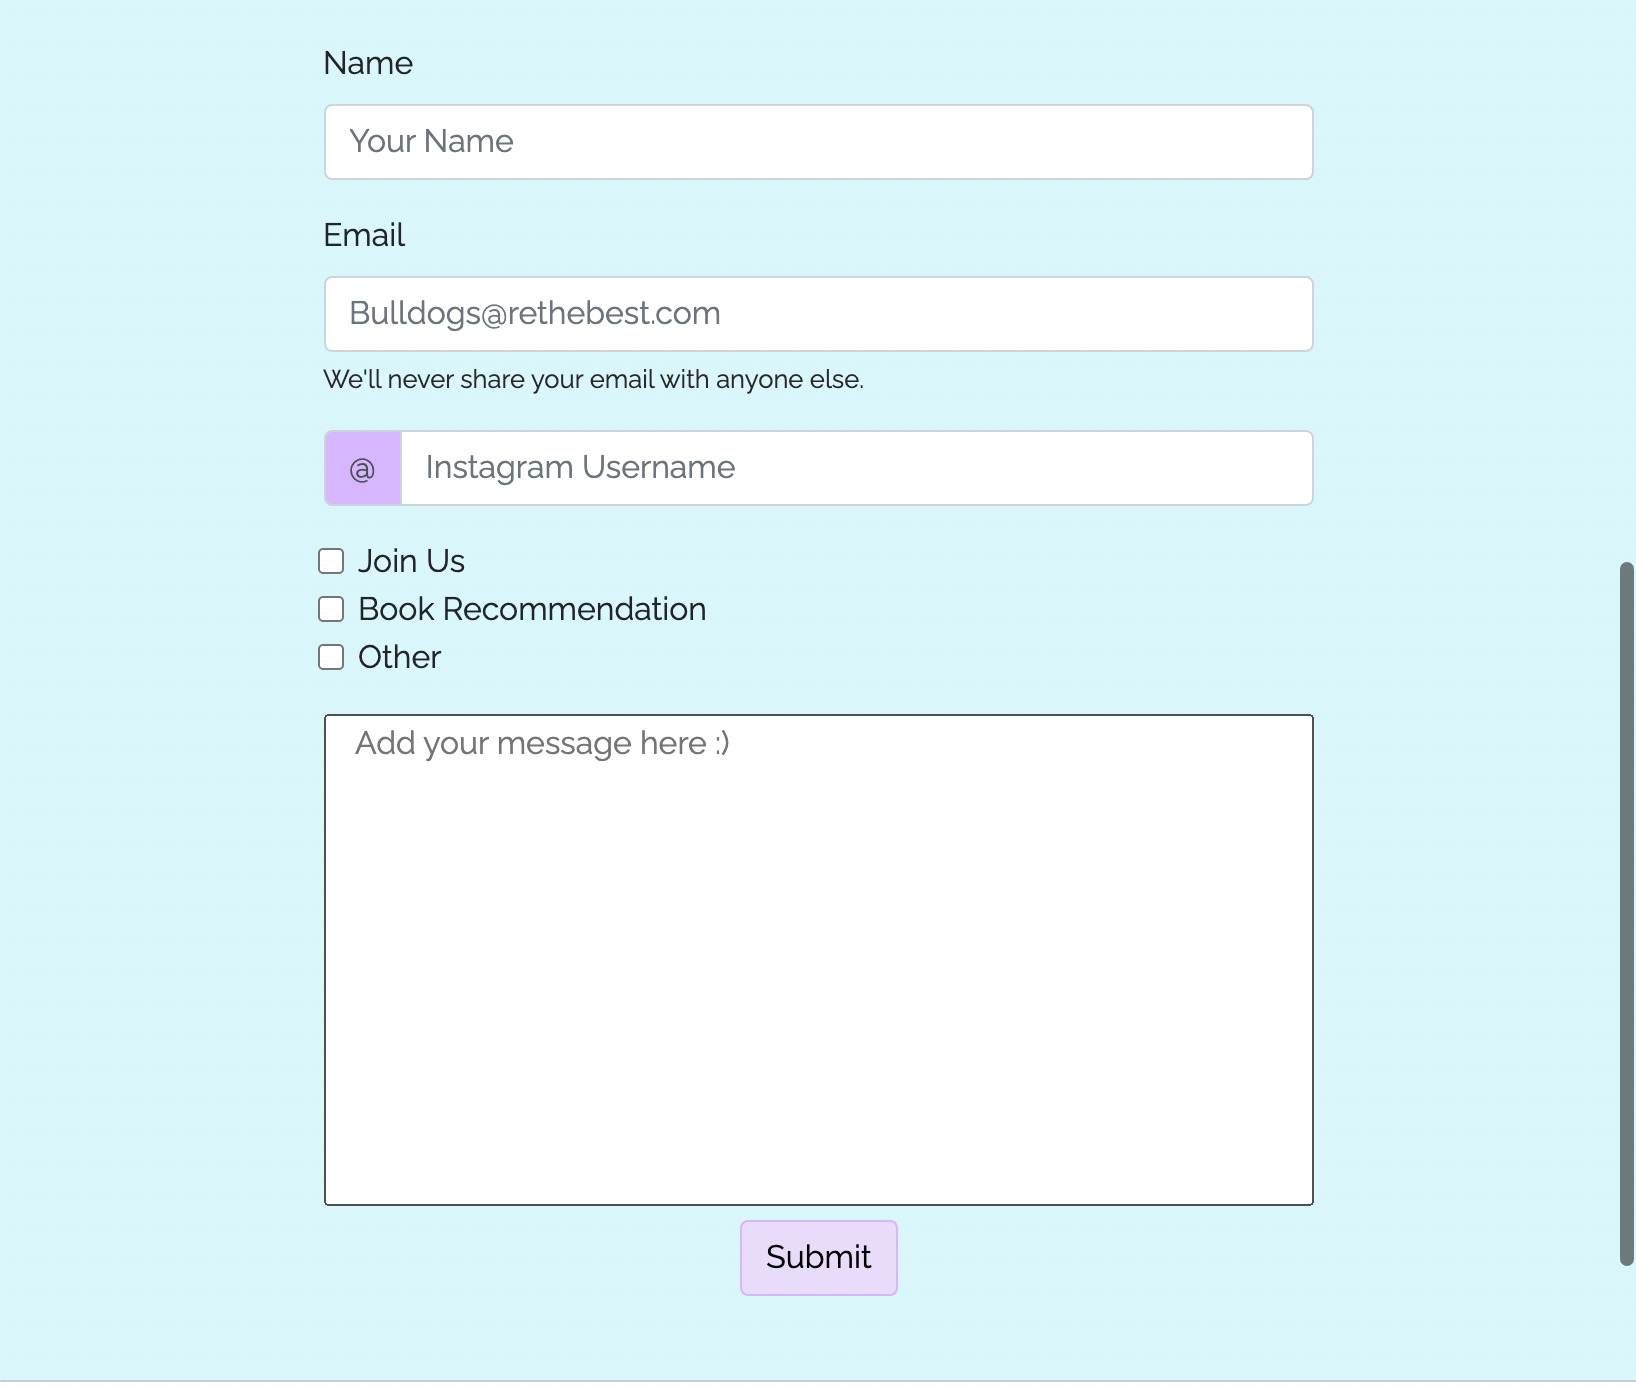 Name
Your Name
Email
Bulldogs@rethebest.com
We'll never share your email with anyone else.
@ Instagram Username
Join Us
Book Recommendation
Other
Add your message here :)
Submit